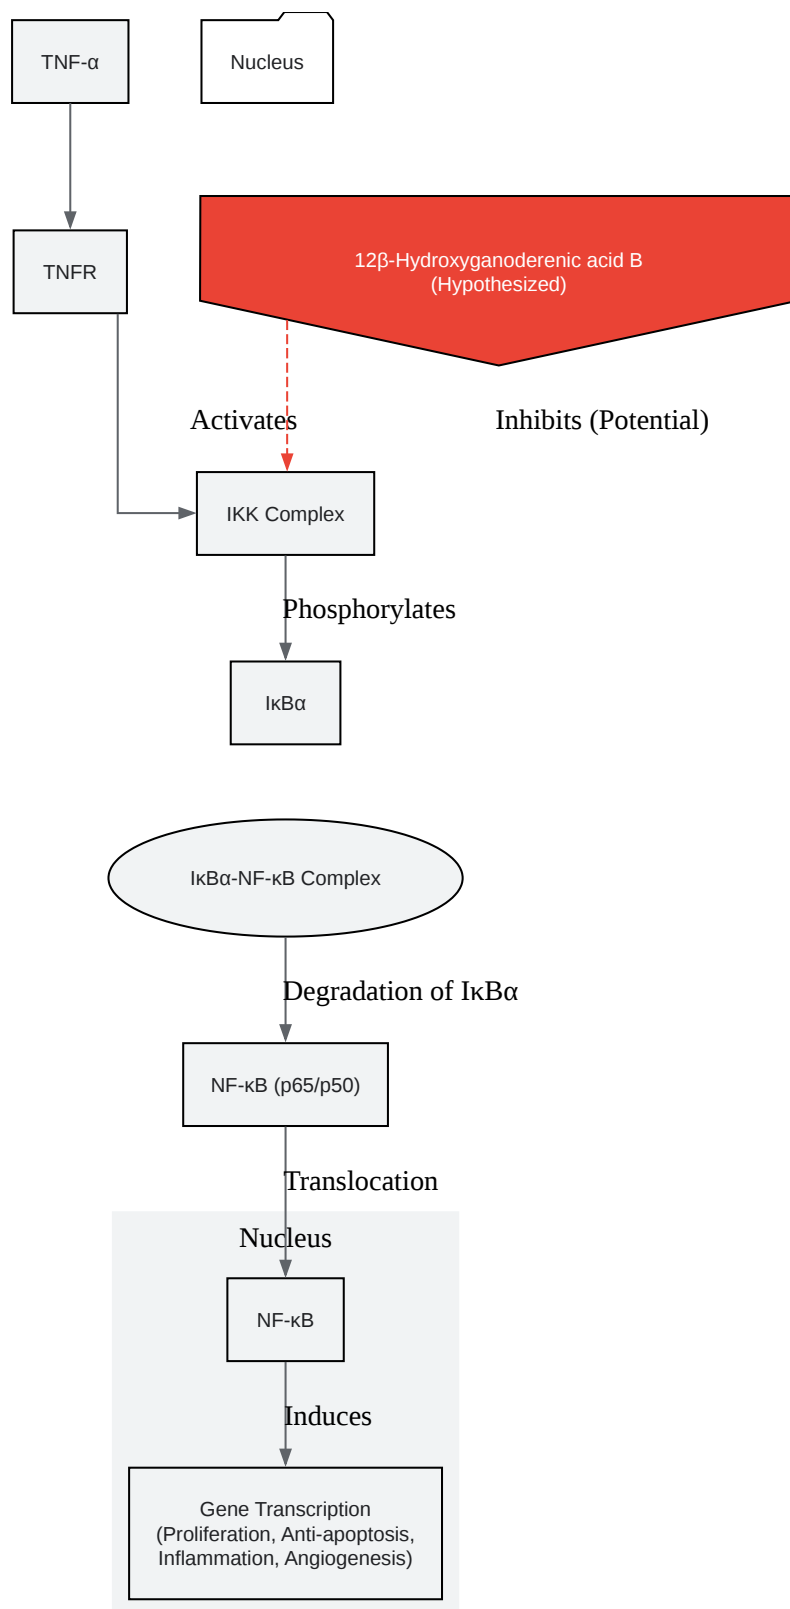 TNF-α
Nucleus
TNFR
12β-Hydroxyganoderenic acid B
(Hypothesized)
Activates
Inhibits (Potential)
IKK Complex
Phosphorylates
IκBα
IκBα-NF-κB Complex
Degradation of IκBα
NF-κB (p65/p50)
Translocation
Nucleus
NF-κB
Induces
Gene Transcription
(Proliferation, Anti-apoptosis,
Inflammation, Angiogenesis)